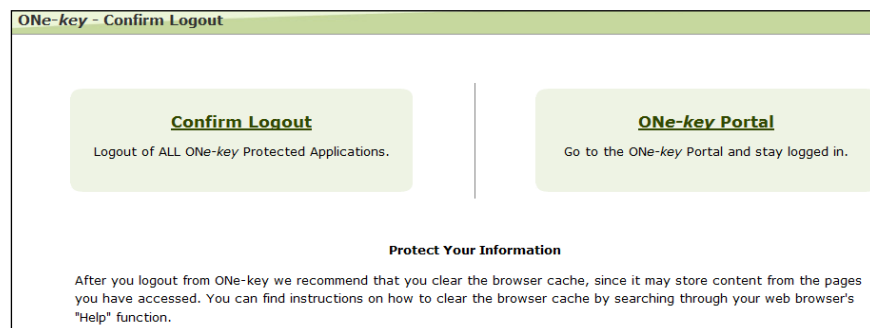 ONe-key - Confirm Logout
Confirm Logout
Logout of ALL ONe-key Protected Applications.
ONe-key Portal
Go to the ONe-key Portal and stay logged in.
Protect Your Information
After you logout from ONe-key we recommend that you clear the browser cache, since it may store content from the pages
you have accessed. You can find instructions on how to clear the browser cache by searching through your web browser's
"Help" function.